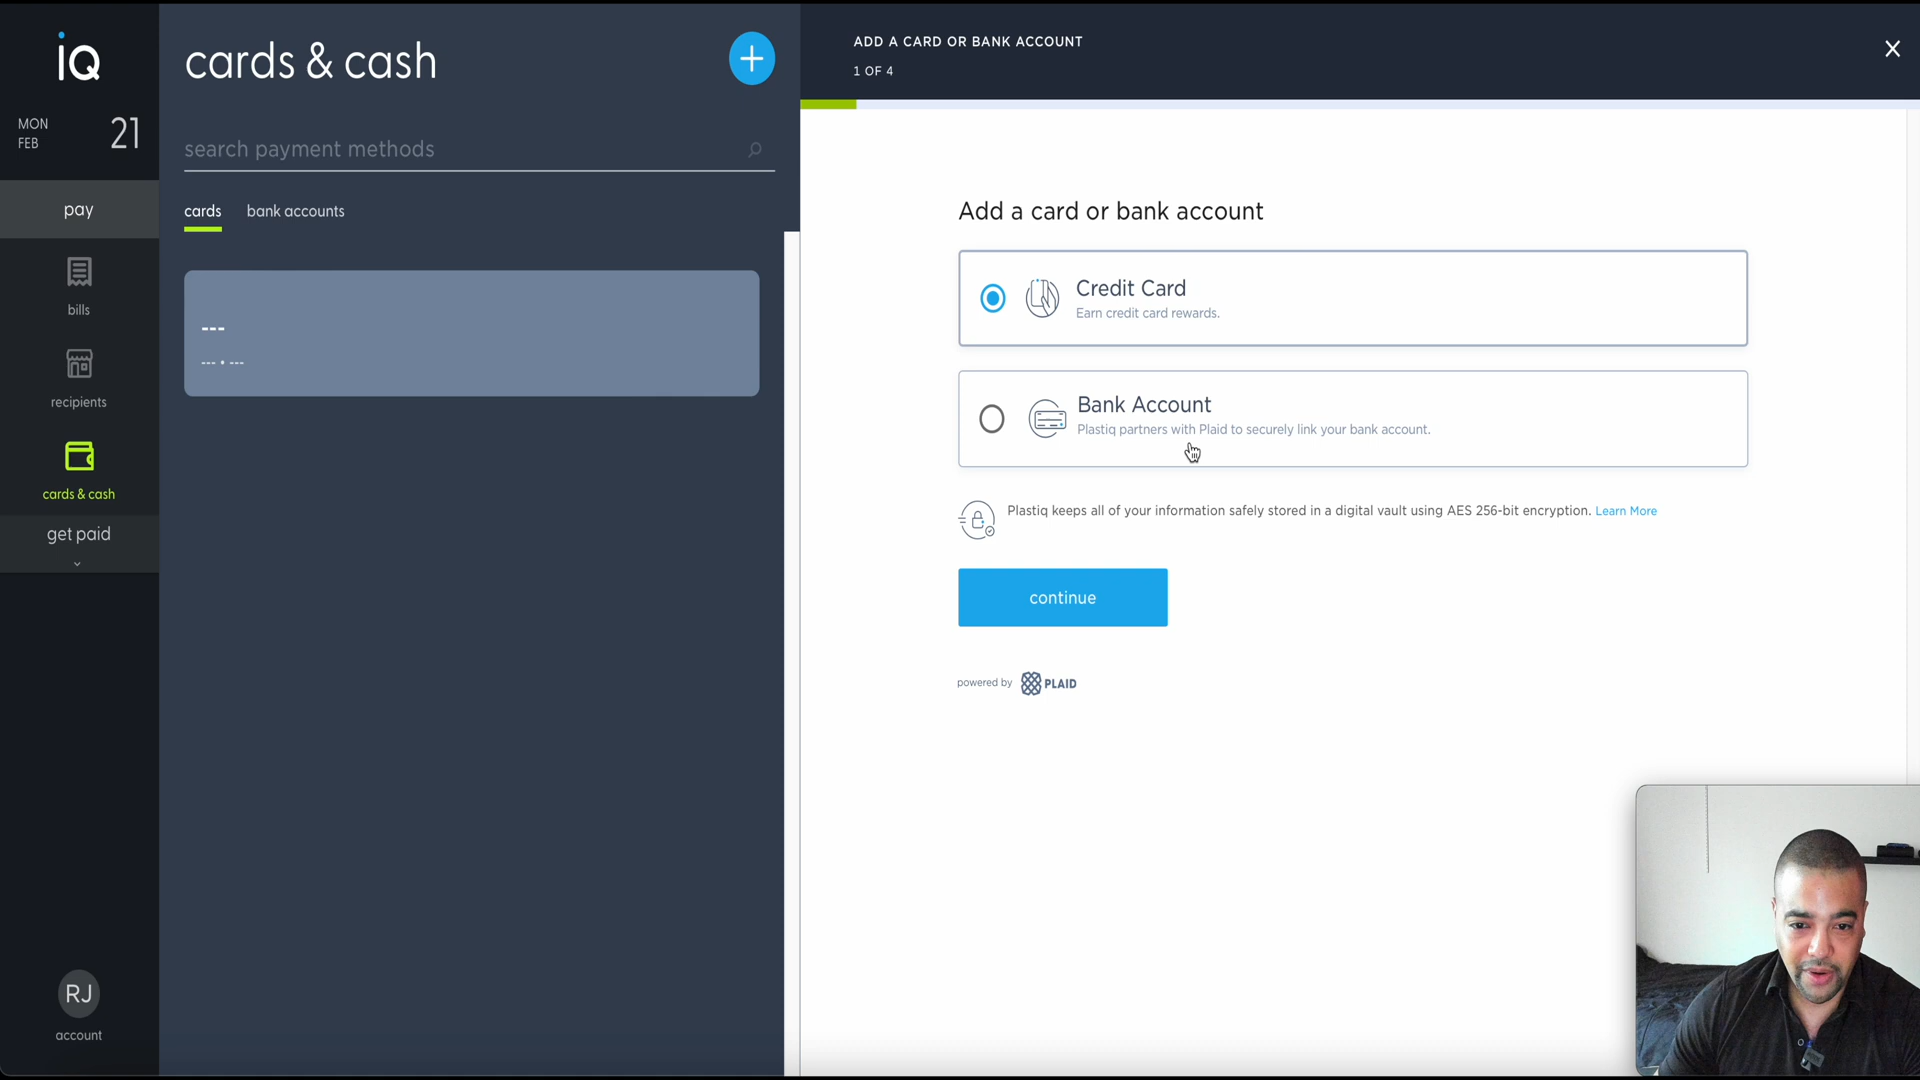 iQ
MON
FEB
21
pay
bills
recipients
cards & cash
get paid
RJ
account
cards & cash
search payment methods
cards
bank accounts
---
--- • ---
ADD A CARD OR BANK ACCOUNT
1 OF 4
Add a card or bank account
Credit Card
Earn credit card rewards.
Bank Account
Plastiq partners with Plaid to securely link your bank account.
Plastiq keeps all of your information safely stored in a digital vault using AES 256-bit encryption. Learn More
continue
powered by PLAID